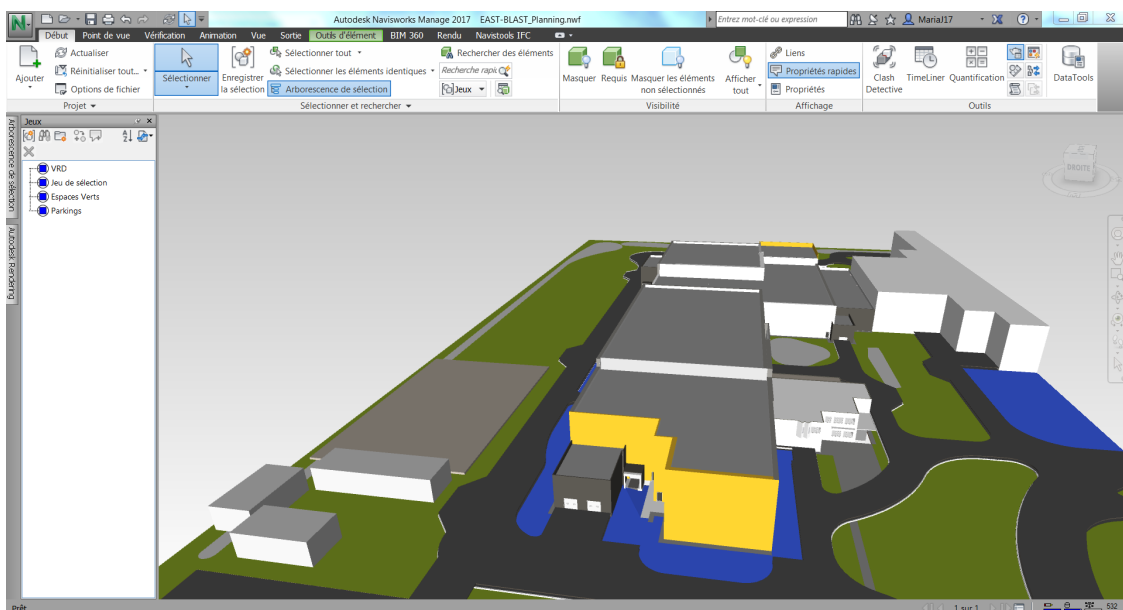 Autodesk Navisworks Manage 2017 EAST-BLAST_Planning.nwf
Entrez mot-clé ou expression
MariaJ17
Début Point de vue Vérification Animation Vue Sortie Outils d'élément BIM 360 Rendu Navistools IFC
Ajouter
Actualiser
Réinitialiser tout...
Options de fichier
Projet
Sélectionner
Enregistrer la sélection
Sélectionner tout
Sélectionner les éléments identiques
Arborescence de sélection
Rechercher des éléments
Recherche rapide
Jeux
Sélectionner et rechercher
Masquer
Requis
Masquer les éléments non sélectionnés
Afficher tout
Visibilité
Liens
Propriétés rapides
Propriétés
Affichage
Clash Detective
TimeLiner
Quantification
Outils
DataTools
Arborescence de sélection
Autodesk Rendering
Jeux
VRD
Jeu de sélection
Espaces Verts
Parkings
DROITE
Prêt
1 sur 1
532